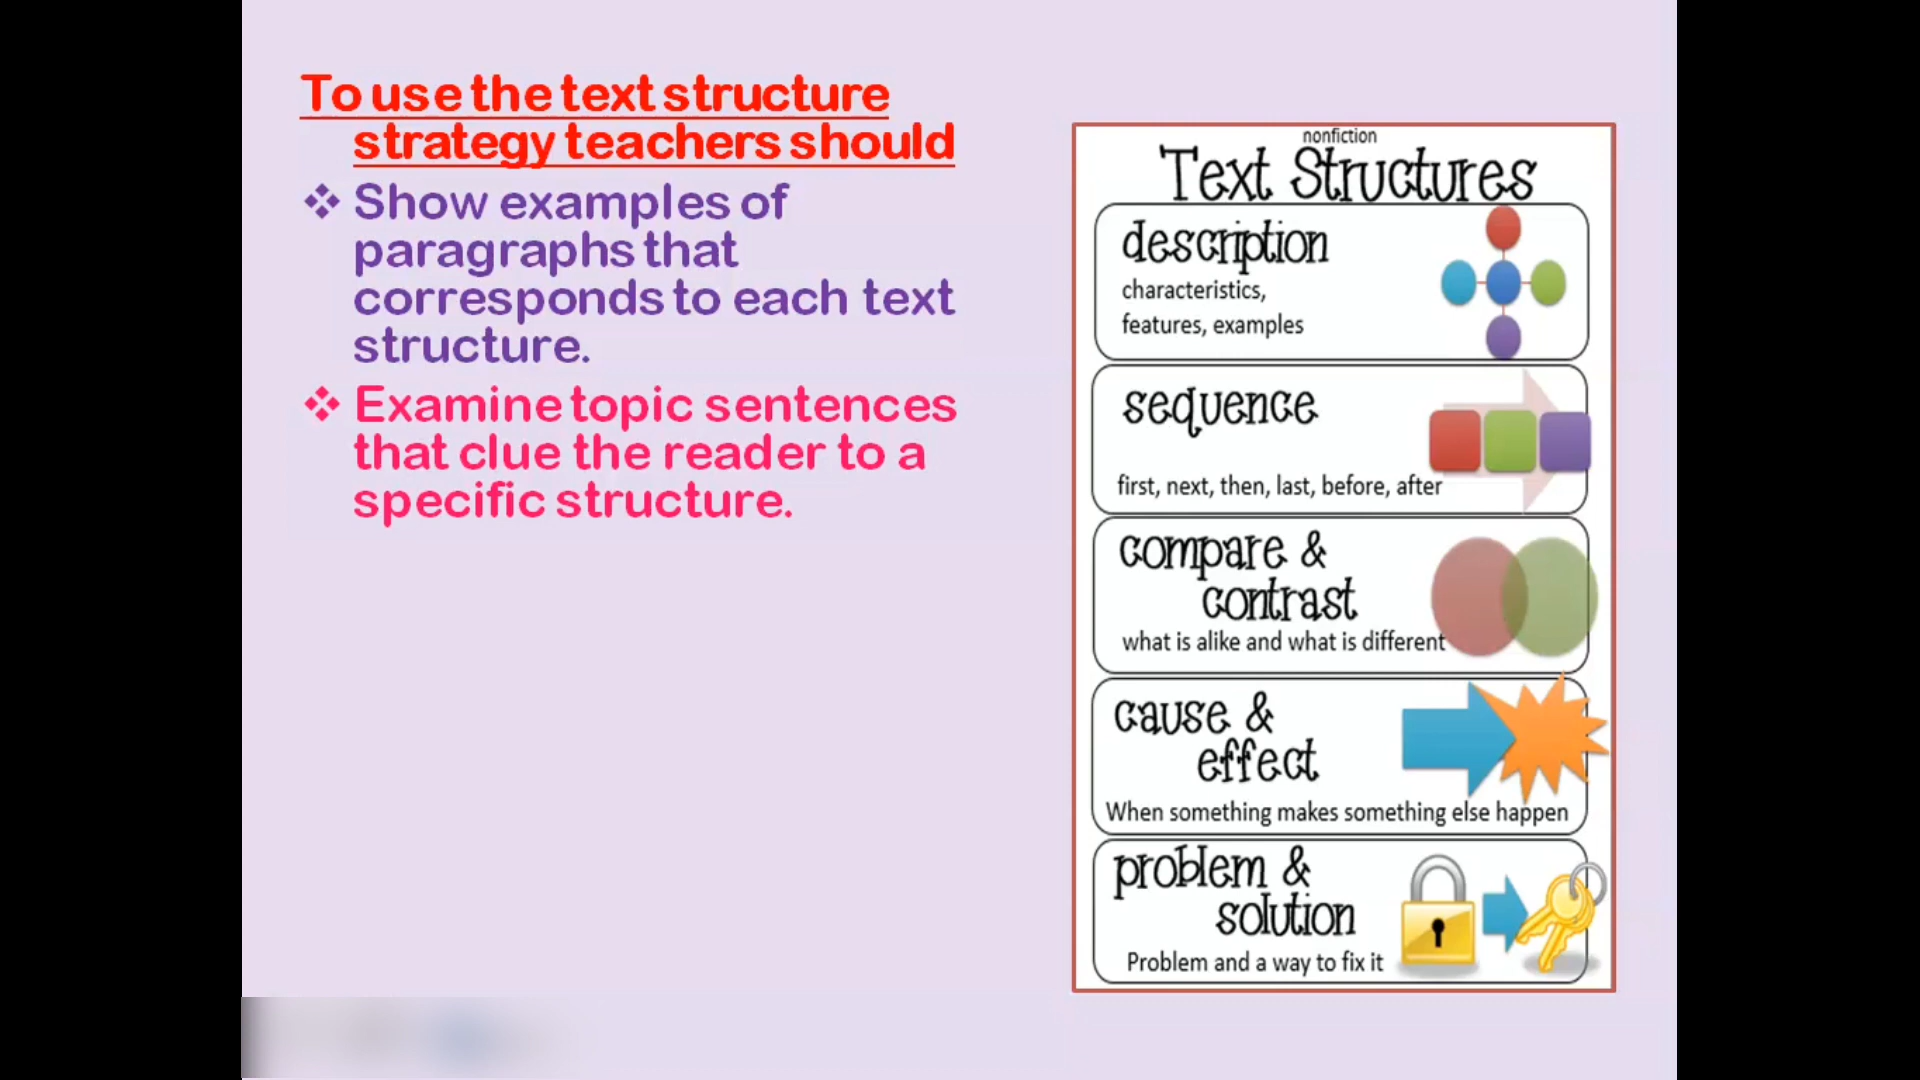 To use the text structure
strategy teachers should
Show examples of
paragraphs that
corresponds to each text
structure.
Examine topic sentences
that clue the reader to a
specific structure.
nonfiction
Text Structures
description
characteristics,
features, examples
sequence
first, next, then, last, before, after
compare &
contrast
what is alike and what is different
cause &
effect
When something makes something else happen
problem &
solution
Problem and a way to fix it